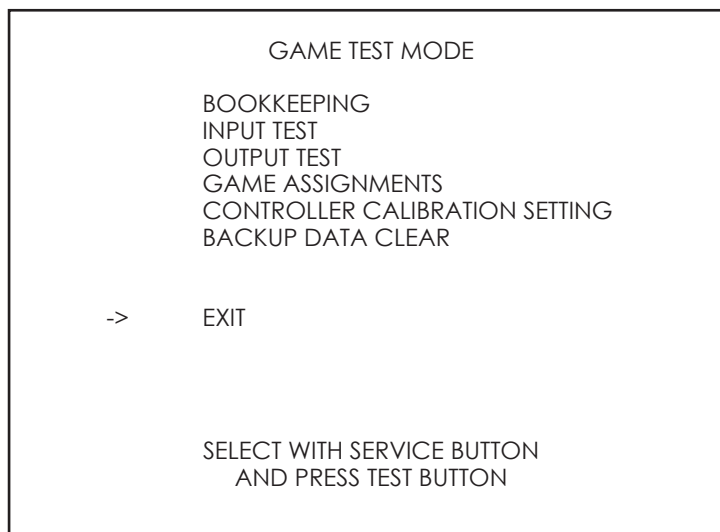 GAME TEST MODE
BOOKKEEPING
INPUT TEST
OUTPUT TEST
GAME ASSIGNMENTS
CONTROLLER CALIBRATION SETTING
BACKUP DATA CLEAR
-> EXIT
SELECT WITH SERVICE BUTTON
AND PRESS TEST BUTTON